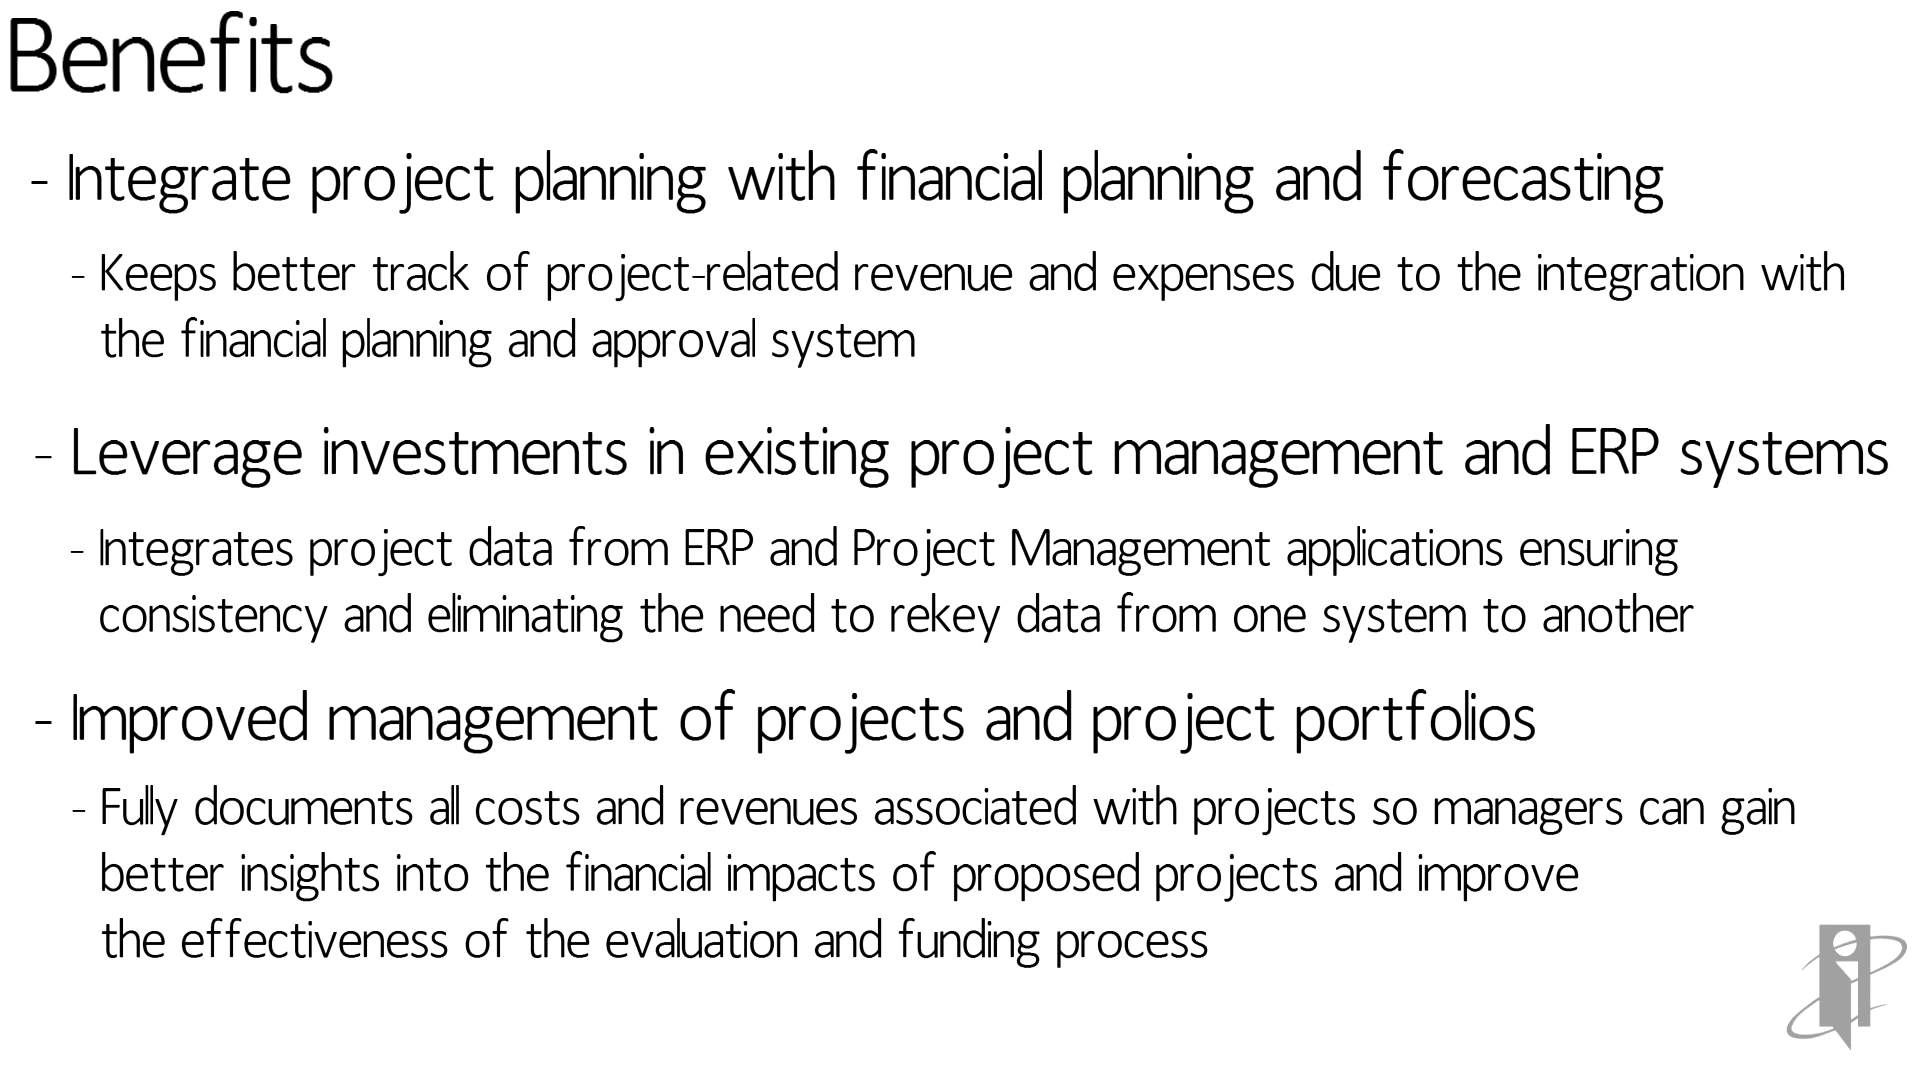 Benefits
- Integrate project planning with financial planning and forecasting
- Keeps better track of project-related revenue and expenses due to the integration with
the financial planning and approval system
- Leverage investments in existing project management and ERP systems
- Integrates project data from ERP and Project Management applications ensuring
consistency and eliminating the need to rekey data from one system to another
- Improved management of projects and project portfolios
- Fully documents all costs and revenues associated with projects so managers can gain
better insights into the financial impacts of proposed projects and improve
the effectiveness of the evaluation and funding process